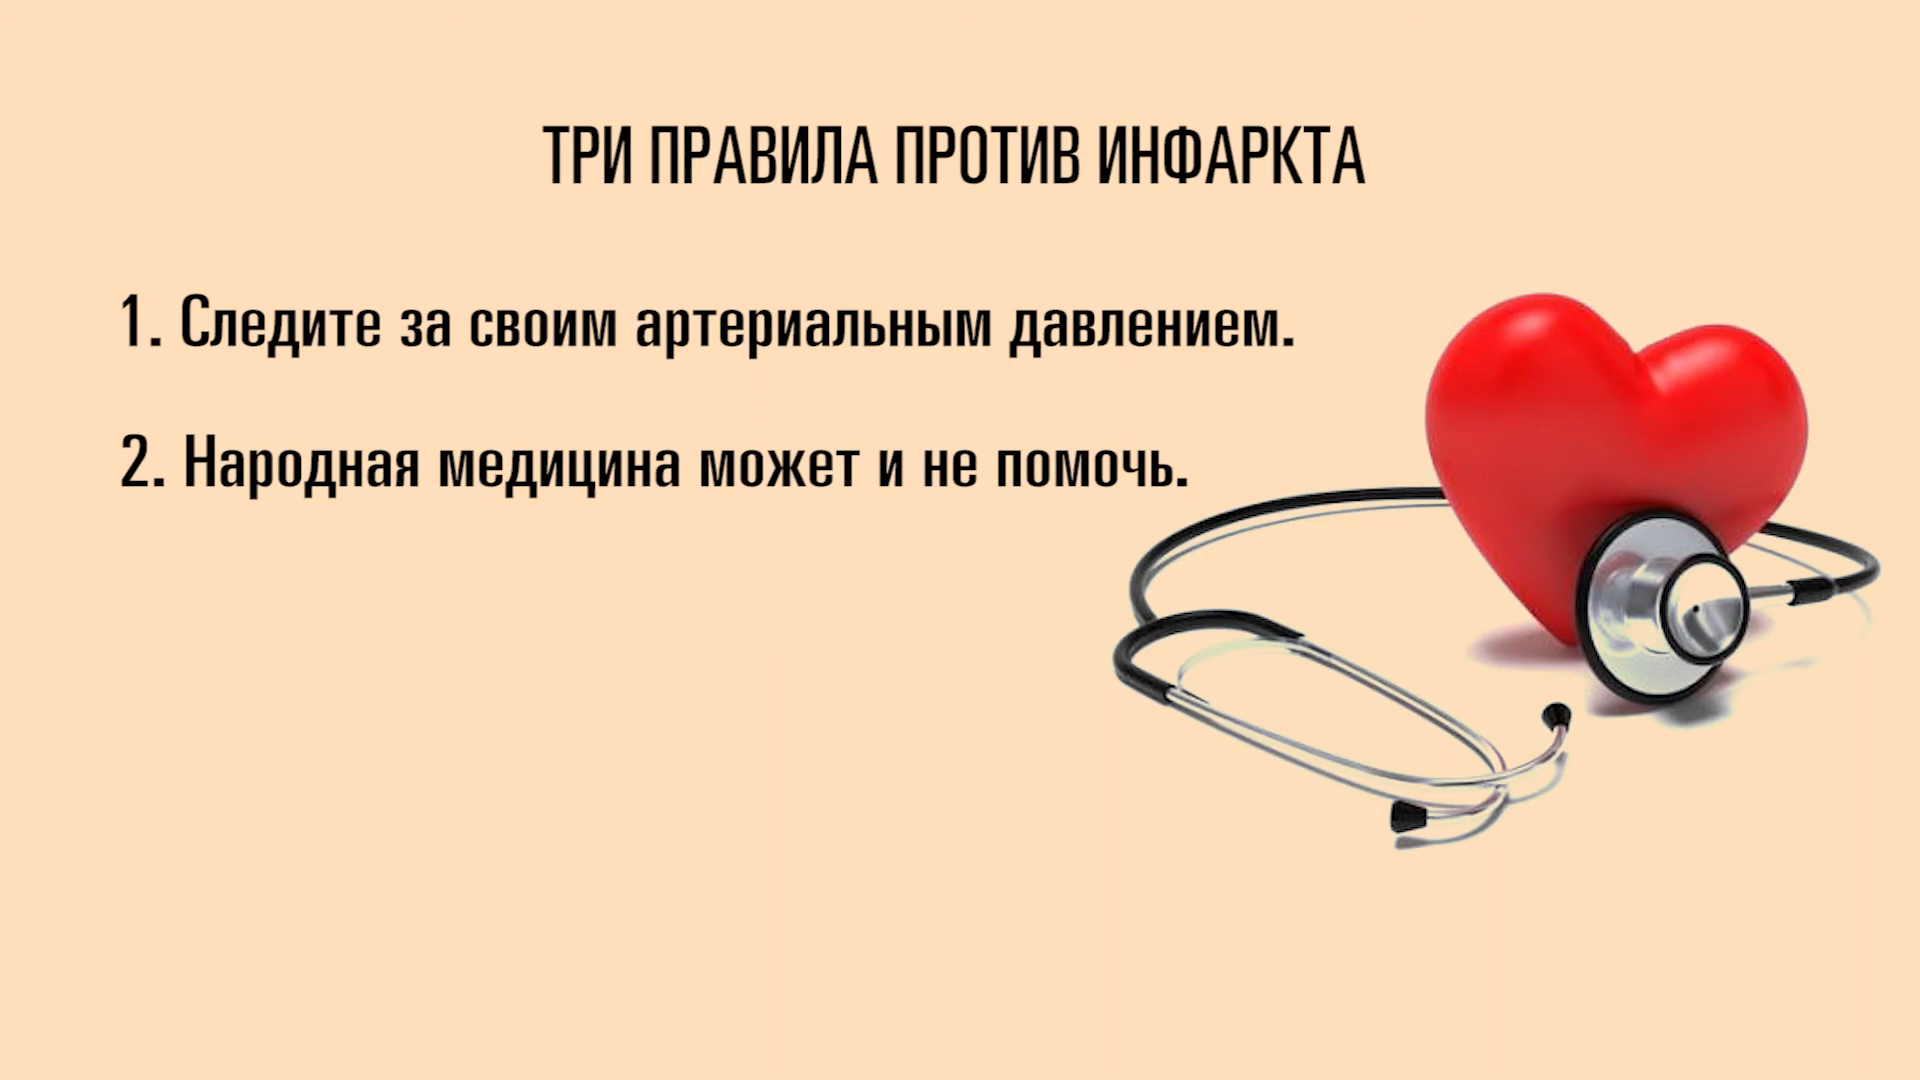 ТРИ ПРАВИЛА ПРОТИВ ИНФАРКТА
1. Следите за своим артериальным давлением.
2. Народная медицина может и не помочь.